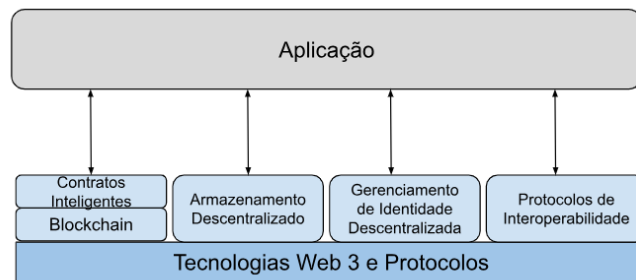 Aplicação
Contratos
Inteligentes
Blockchain
Armazenamento
Descentralizado
Gerenciamento
de Identidade
Descentralizada
Protocolos de
Interoperabilidade
Tecnologias Web 3 e Protocolos